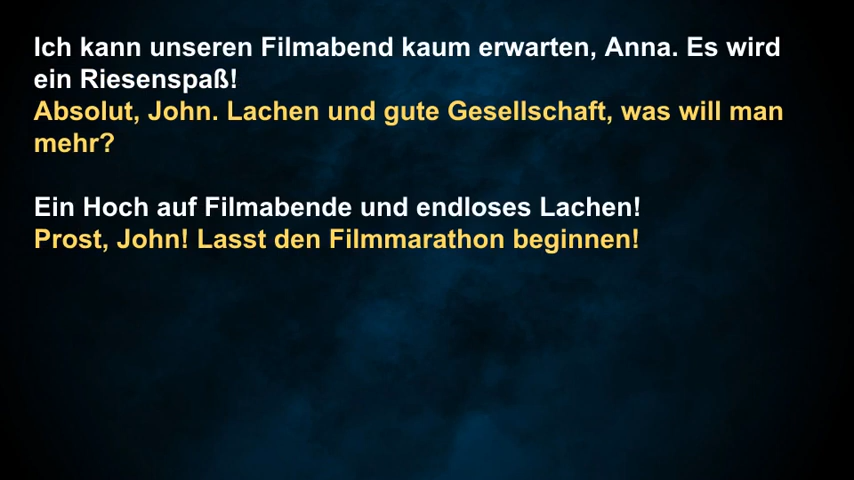 Ich kann unseren Filmabend kaum erwarten, Anna. Es wird
ein Riesenspaß!
Absolut, John. Lachen und gute Gesellschaft, was will man
mehr?
Ein Hoch auf Filmabende und endloses Lachen!
Prost, John! Lasst den Filmmarathon beginnen!